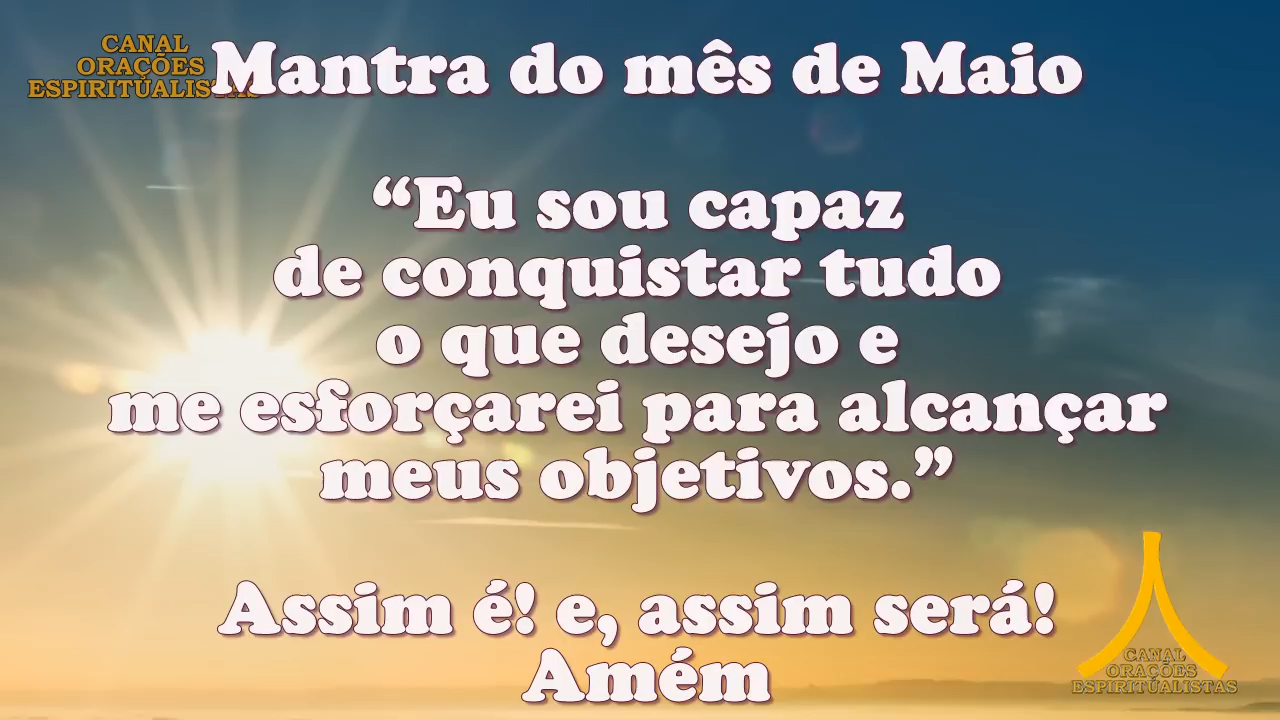 CANAL
ORAÇÕES
ESPIRITUALISTAS
Mantra do mês de Maio
“Eu sou capaz
de conquistar tudo
o que desejo e
me esforçarei para alcançar
meus objetivos.”
Assim é! e, assim será!
Amém
CANAL
ORAÇÕES
ESPIRITUALISTAS